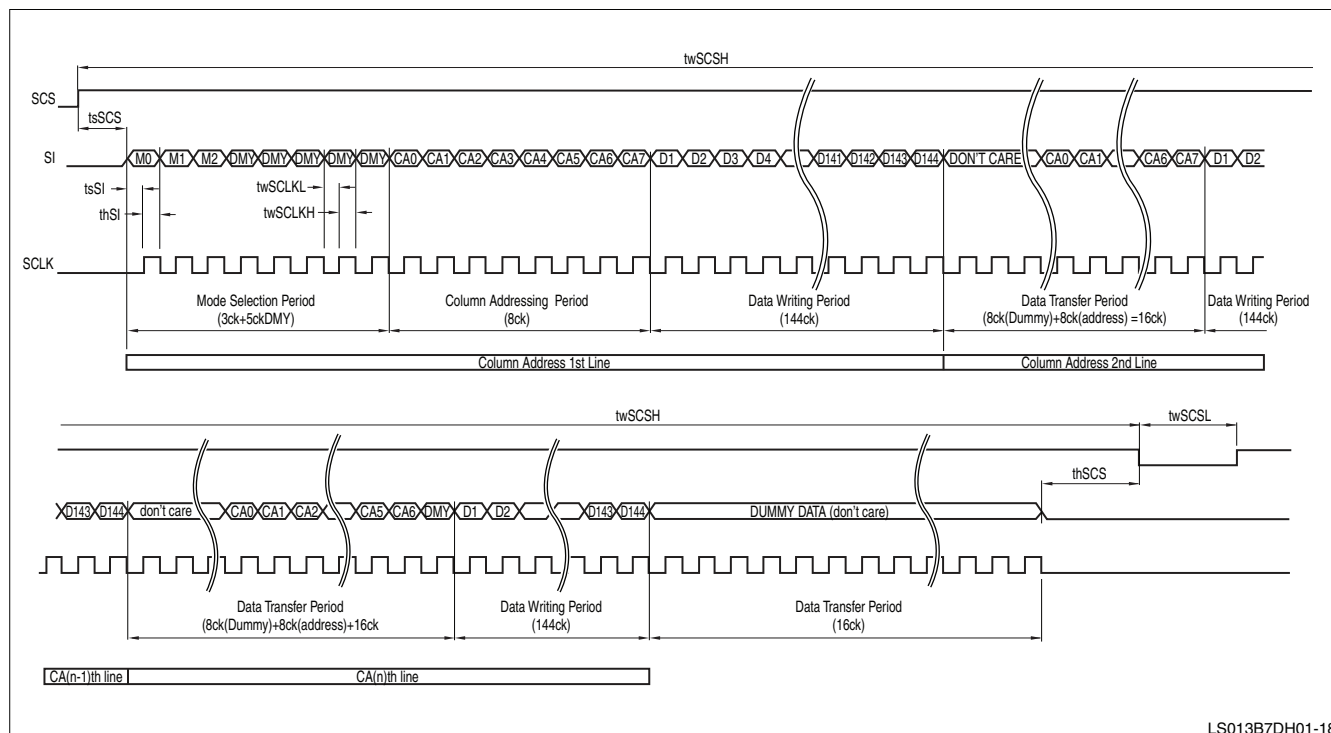 twSCSH
SCS
tsSCS
SI M0 M1 M2 DMY DMY DMY DMY DMY CA0 CA1 CA2 CA3 CA4 CA5 CA6 CA7 D1 D2 D3 D4 D141 D142 D143 D144 DON'T CARE CA0 CA1 CA6 CA7 D1 D2
tsSI twSCLKL
thSI twSCLKH
SCLK
Mode Selection Period Column Addressing Period Data Writing Period Data Transfer Period Data Writing Period
(3ck+5ckDMY) (8ck) (144ck) (8ck(Dummy)+8ck(address) =16ck) (144ck)
Column Address 1st Line Column Address 2nd Line
twSCSH twSCSL
thSCS
D143 D144 don't care CA0 CA1 CA2 CA5 CA6 DMY D1 D2 D143 D144 DUMMY DATA (don't care)
Data Transfer Period Data Writing Period Data Transfer Period
(8ck(Dummy)+8ck(address)+16ck (144ck) (16ck)
CA(n-1)th line CA(n)th line
LS013B7DH01-18